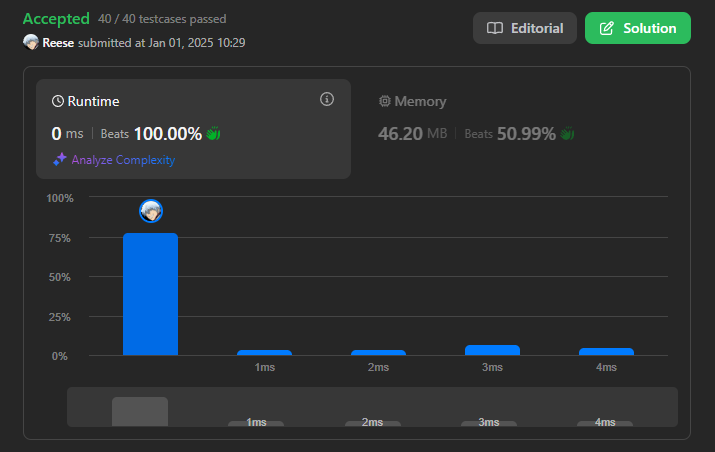 Accepted 40 / 40 testcases passed
Reese submitted at Jan 01, 2025 10:29
Editorial
Solution
Runtime
0 ms | Beats 100.00%
Analyze Complexity
Memory
46.20 MB | Beats 50.99%
100%
75%
50%
25%
0%
1ms 2ms 3ms 4ms
1ms 2ms 3ms 4ms